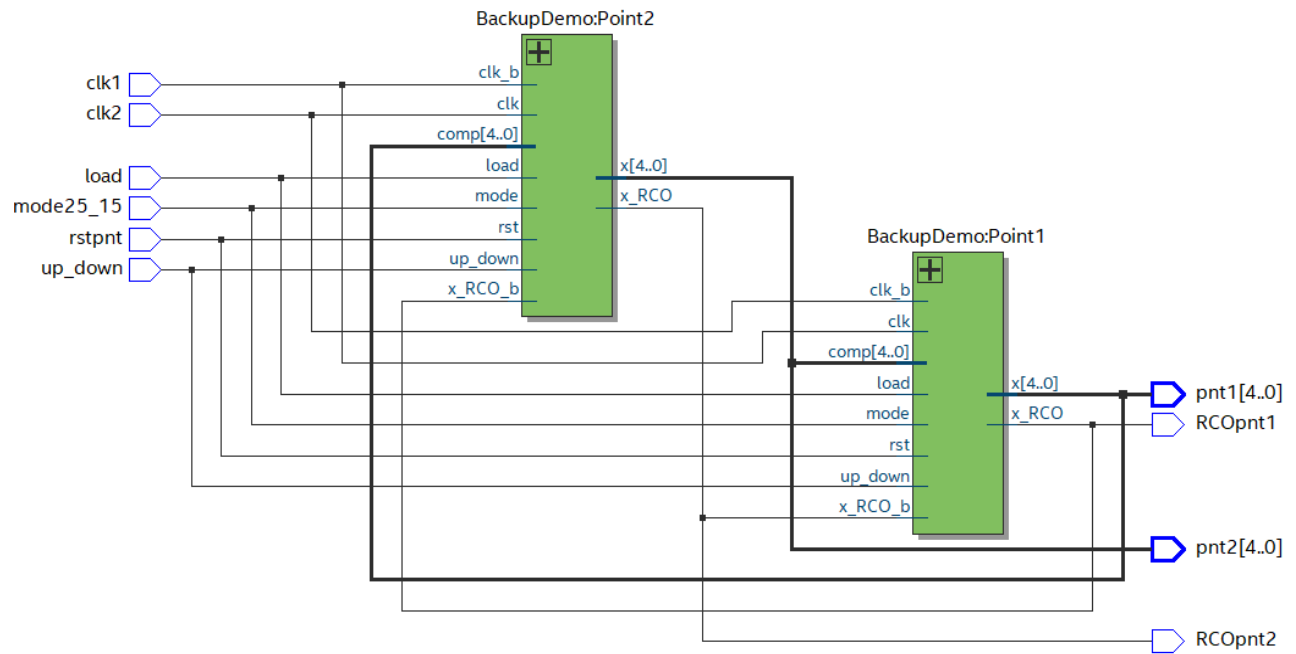 BackupDemo:Point2
clk1
clk2
load
mode25_15
rstpnt
up_down
clk_b
clk
comp[4..0]
load
mode
rst
up_down
x_RCO_b
x[4..0]
x_RCO
BackupDemo:Point1
clk_b
clk
comp[4..0]
load
mode
rst
up_down
x_RCO_b
x[4..0]
x_RCO
pnt1[4..0]
RCOpnt1
pnt2[4..0]
RCOpnt2